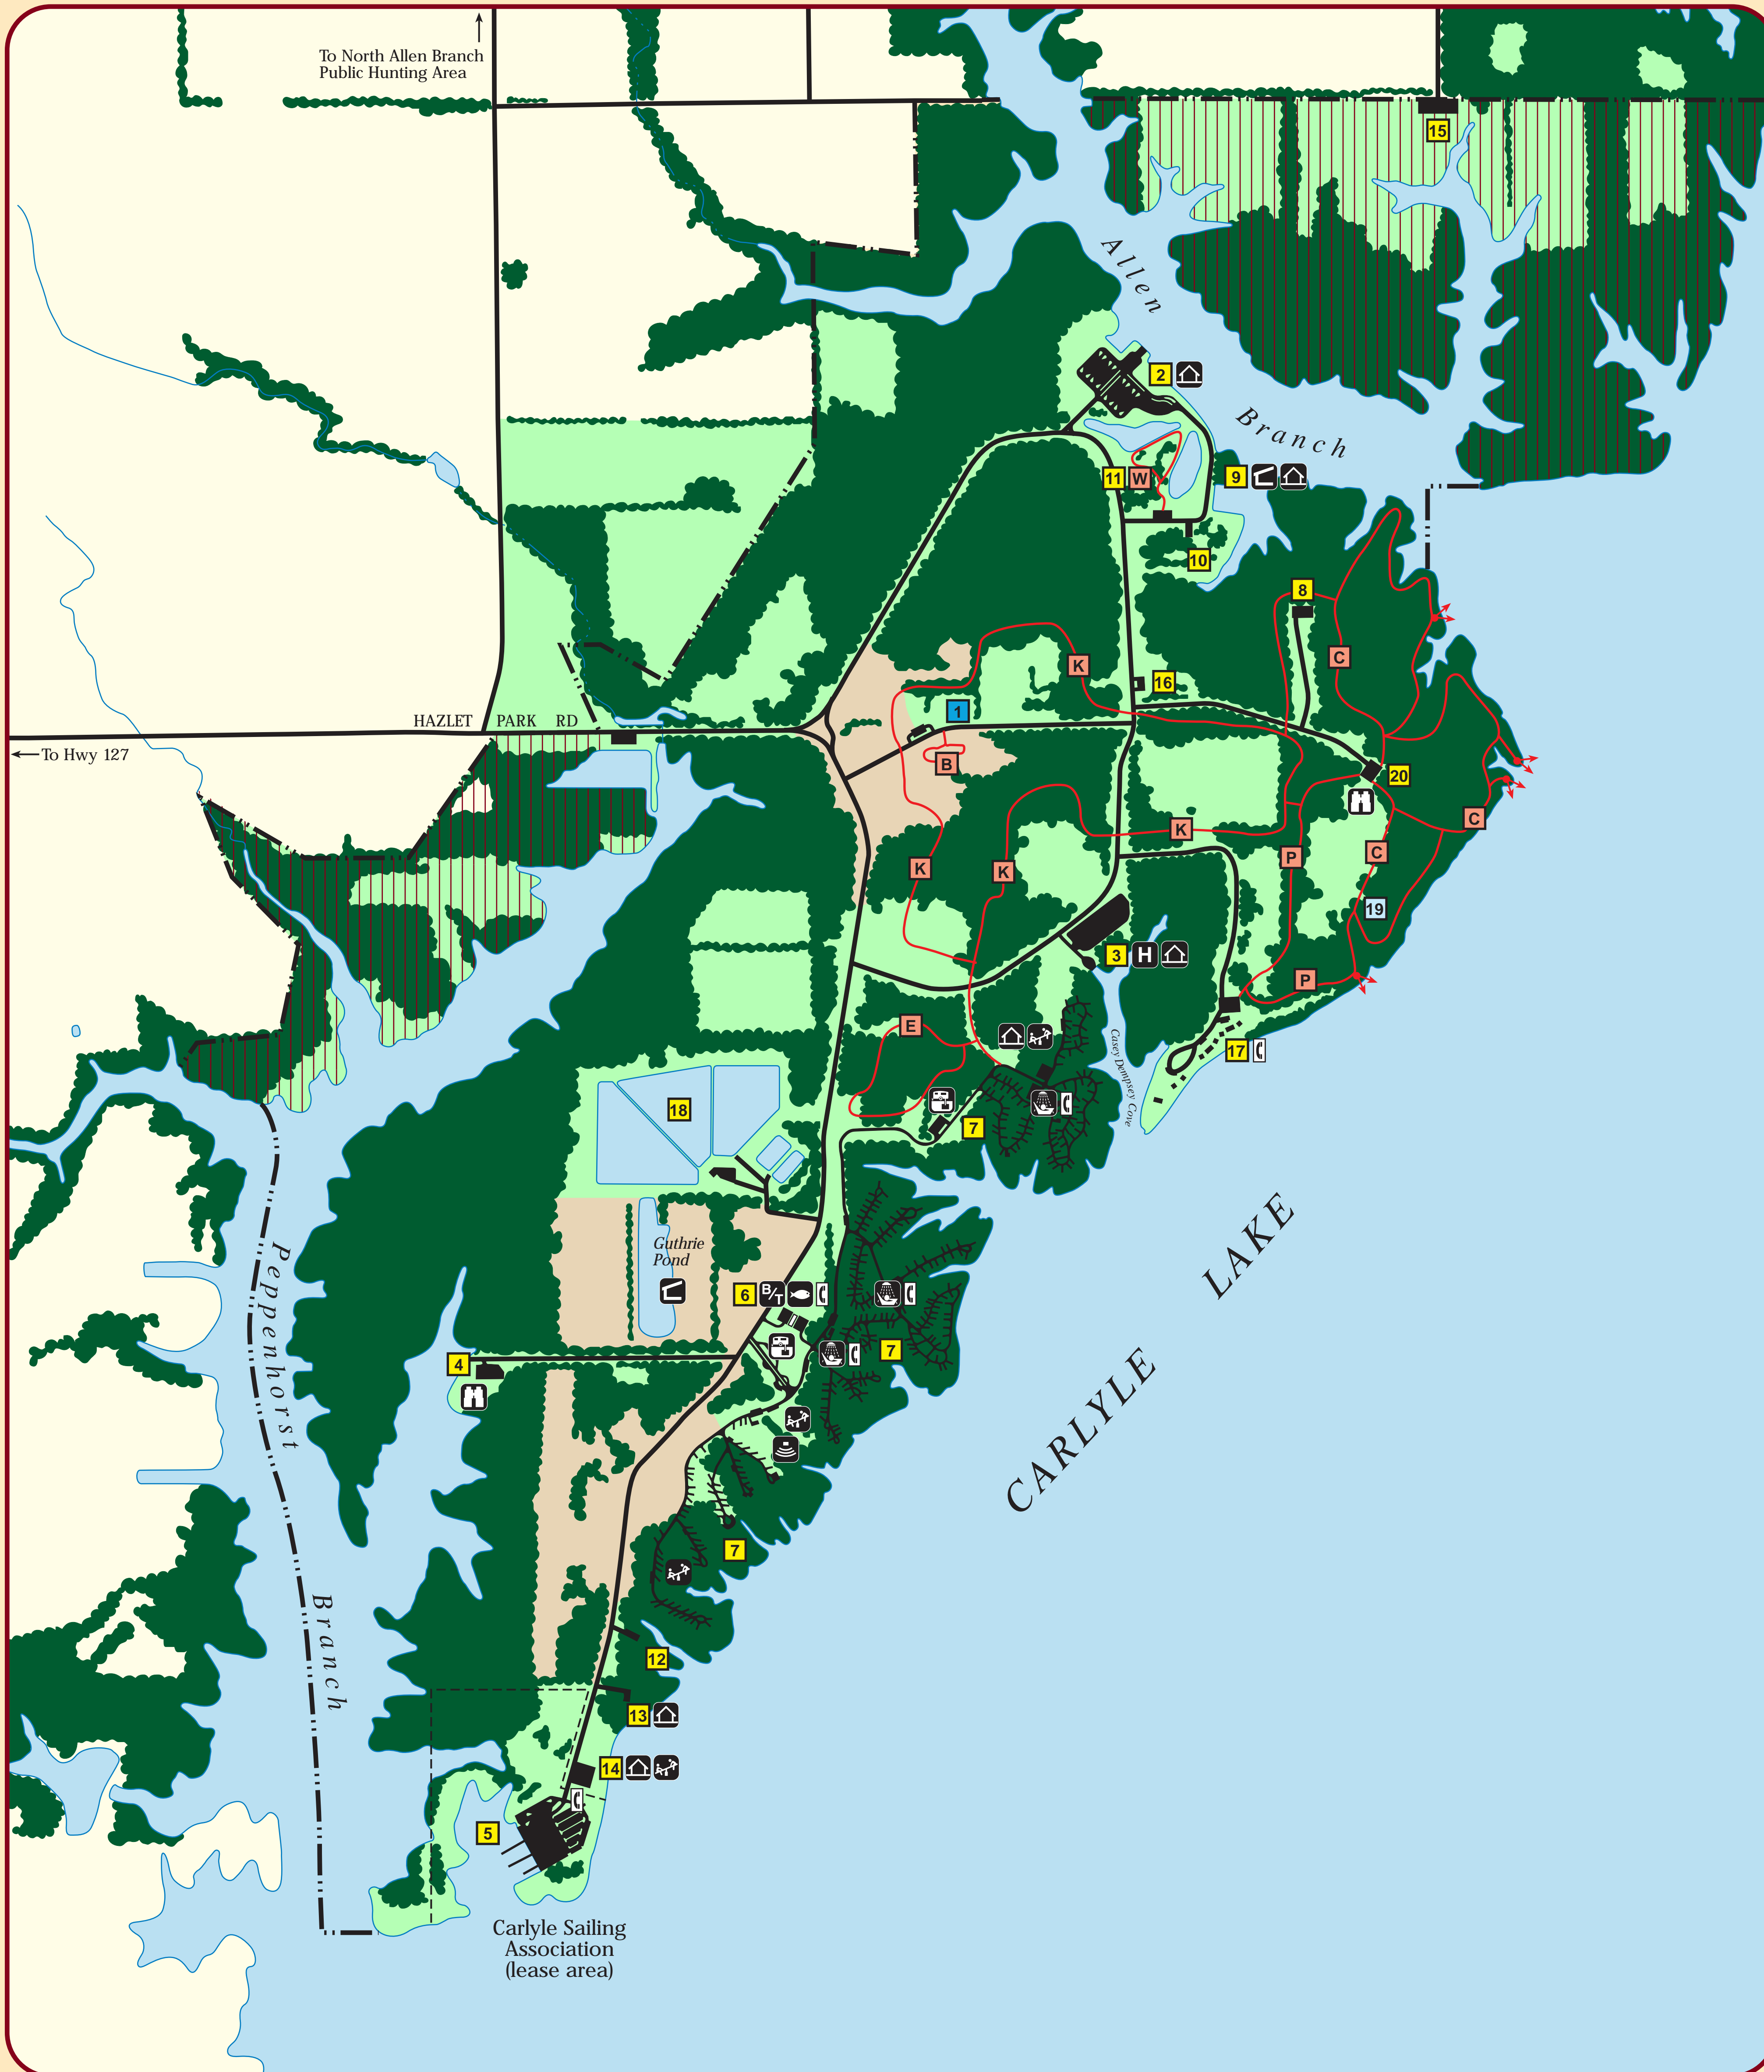 To North Allen Branch
Public Hunting Area
15
Allen
Branch
2
11 W
9
10
8
C
K
16
1
HAZLET PARK RD
To Hwy 127
B
20
C
K
P
C
K
K
19
3 H
P
E
17
Casey Dempsey Cove
18
7
Guthrie
Pond
6 B/T
7
4
Peppenhorst
Branch
CARLYLE LAKE
7
12
13
14
5
Carlyle Sailing
Association
(lease area)